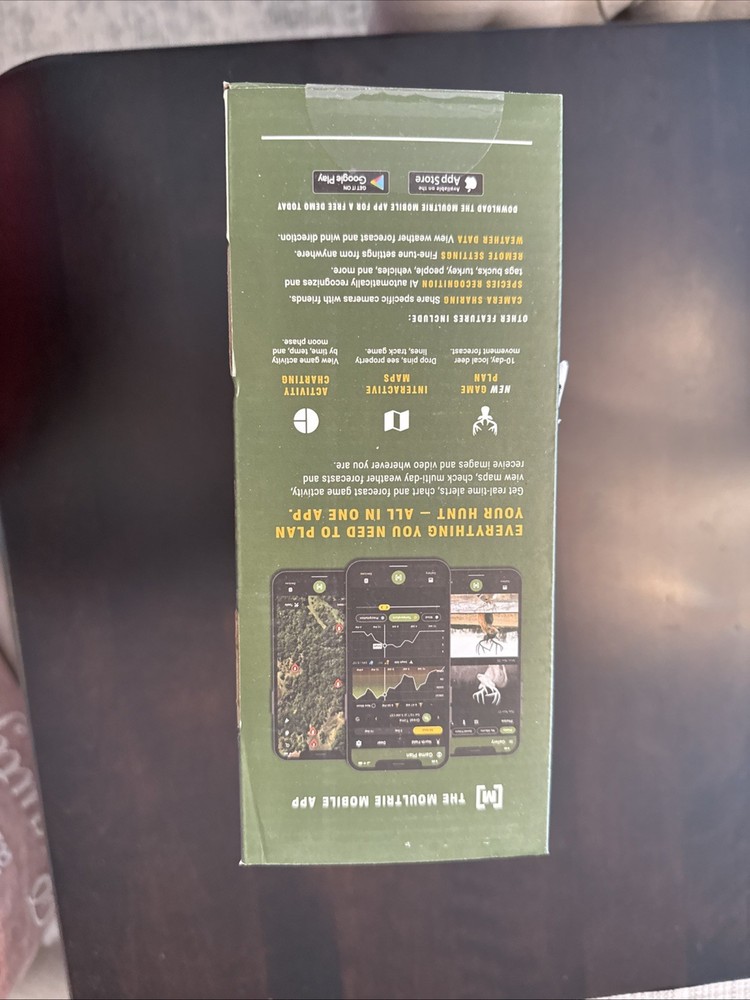 [M] THE MOULTRIE MOBILE APP
Game Plan
South Field
EVERYTHING YOU NEED TO PLAN
YOUR HUNT — ALL IN ONE APP.
Get real-time alerts, chart and forecast game activity,
view maps, check multi-day weather forecasts and
receive images and video wherever you are.
NEW GAME
PLAN
10-day, local deer
movement forecast.
INTERACTIVE
MAPS
Drop pins, see property
lines, track game.
ACTIVITY
CHARTING
View game activity
by time, temp, and
moon phase.
OTHER FEATURES INCLUDE:
CAMERA SHARING Share specific cameras with friends.
SPECIES RECOGNITION AI automatically recognizes and
tags bucks, turkey, people, vehicles, and more.
REMOTE SETTINGS Fine-tune settings from anywhere.
WEATHER DATA View weather forecast and wind direction.
DOWNLOAD THE MOULTRIE MOBILE APP FOR A FREE DEMO TODAY
Available on the
App Store
GET IT ON
Google Play